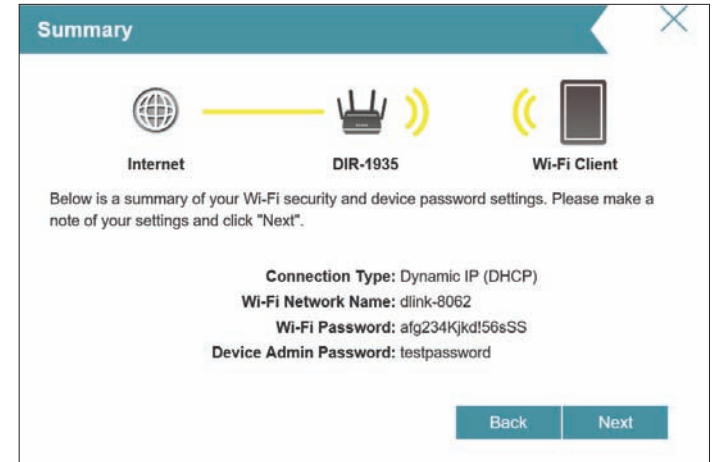 Summary
Internet
DIR-1935
Wi-Fi Client
Below is a summary of your Wi-Fi security and device password settings. Please make a
note of your settings and click "Next".
Connection Type: Dynamic IP (DHCP)
Wi-Fi Network Name: dlink-8062
Wi-Fi Password: afg234Kjkd!56sSS
Device Admin Password: testpassword
Back
Next